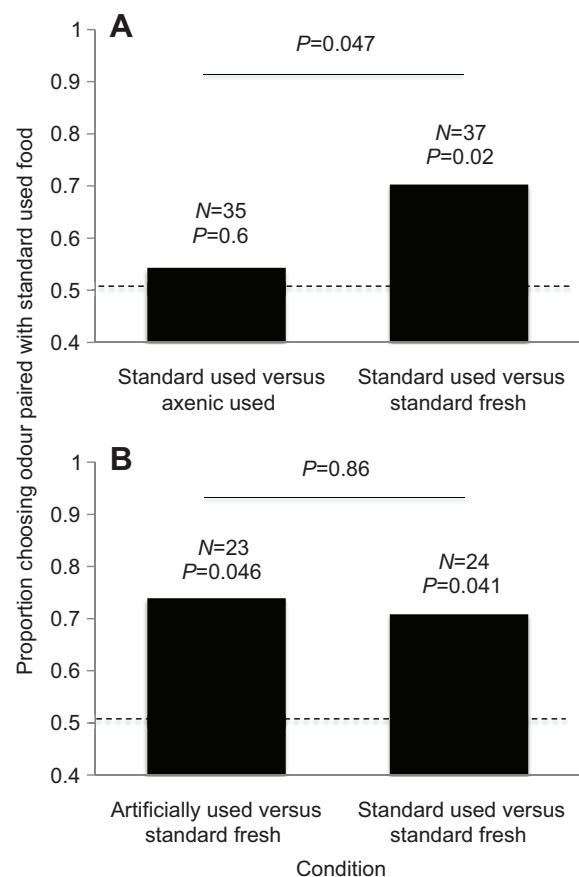 Proportion choosing odour paired with standard used food
A
1
0.9
0.8
0.7
0.6
0.5
0.4
P=0.047
N=35
P=0.6
N=37
P=0.02
Standard used versus
axenic used
Standard used versus
standard fresh
B
1
0.9
0.8
0.7
0.6
0.5
0.4
P=0.86
N=23
P=0.046
N=24
P=0.041
Artificially used versus
standard fresh
Standard used versus
standard fresh
Condition